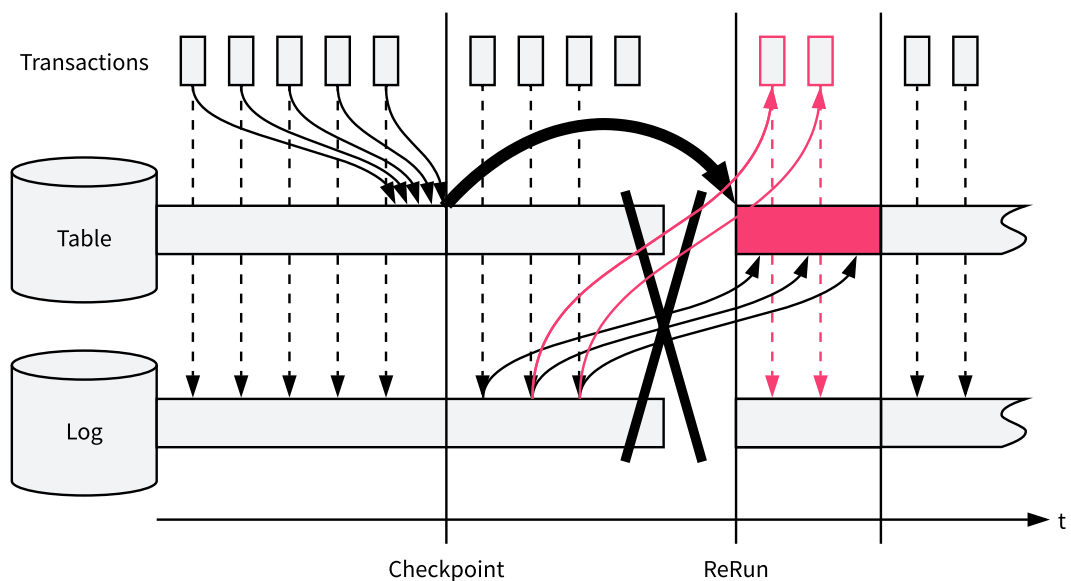 Transactions
Table
Log
t
Checkpoint
ReRun